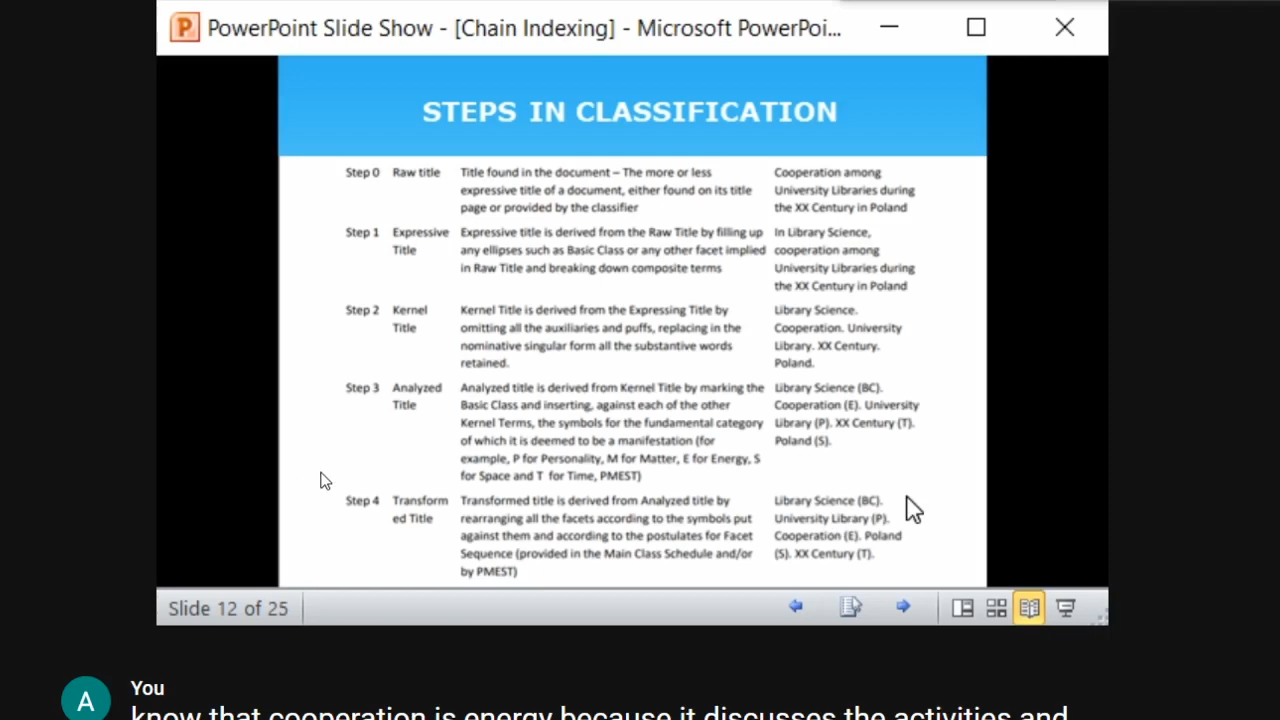 PowerPoint Slide Show - [Chain Indexing] - Microsoft PowerPoi...
STEPS IN CLASSIFICATION
Step 0 Raw title Title found in the document – The more or less expressive title of a document, either found on its title page or provided by the classifier Cooperation among University Libraries during the XX Century in Poland
Step 1 Expressive Title Expressive title is derived from the Raw Title by filling up any ellipses such as Basic Class or any other facet implied in Raw Title and breaking down composite terms In Library Science, cooperation among University Libraries during the XX Century in Poland
Step 2 Kernel Title Kernel Title is derived from the Expressing Title by omitting all the auxiliaries and puffs, replacing in the nominative singular form all the substantive words retained. Library Science. Cooperation. University Library. XX Century. Poland.
Step 3 Analyzed Title Analyzed title is derived from Kernel Title by marking the Basic Class and inserting, against each of the other Kernel Terms, the symbols for the fundamental category of which it is deemed to be a manifestation (for example, P for Personality, M for Matter, E for Energy, S for Space and T for Time, PMEST) Library Science (BC). Cooperation (E). University Library (P). XX Century (T). Poland (S).
Step 4 Transform ed Title Transformed title is derived from Analyzed title by rearranging all the facets according to the symbols put against them and according to the postulates for Facet Sequence (provided in the Main Class Schedule and/or by PMEST) Library Science (BC). University Library (P). Cooperation (E). Poland (S). XX Century (T).
Slide 12 of 25
A
You
know that cooperation is energy because it discusses the activities and